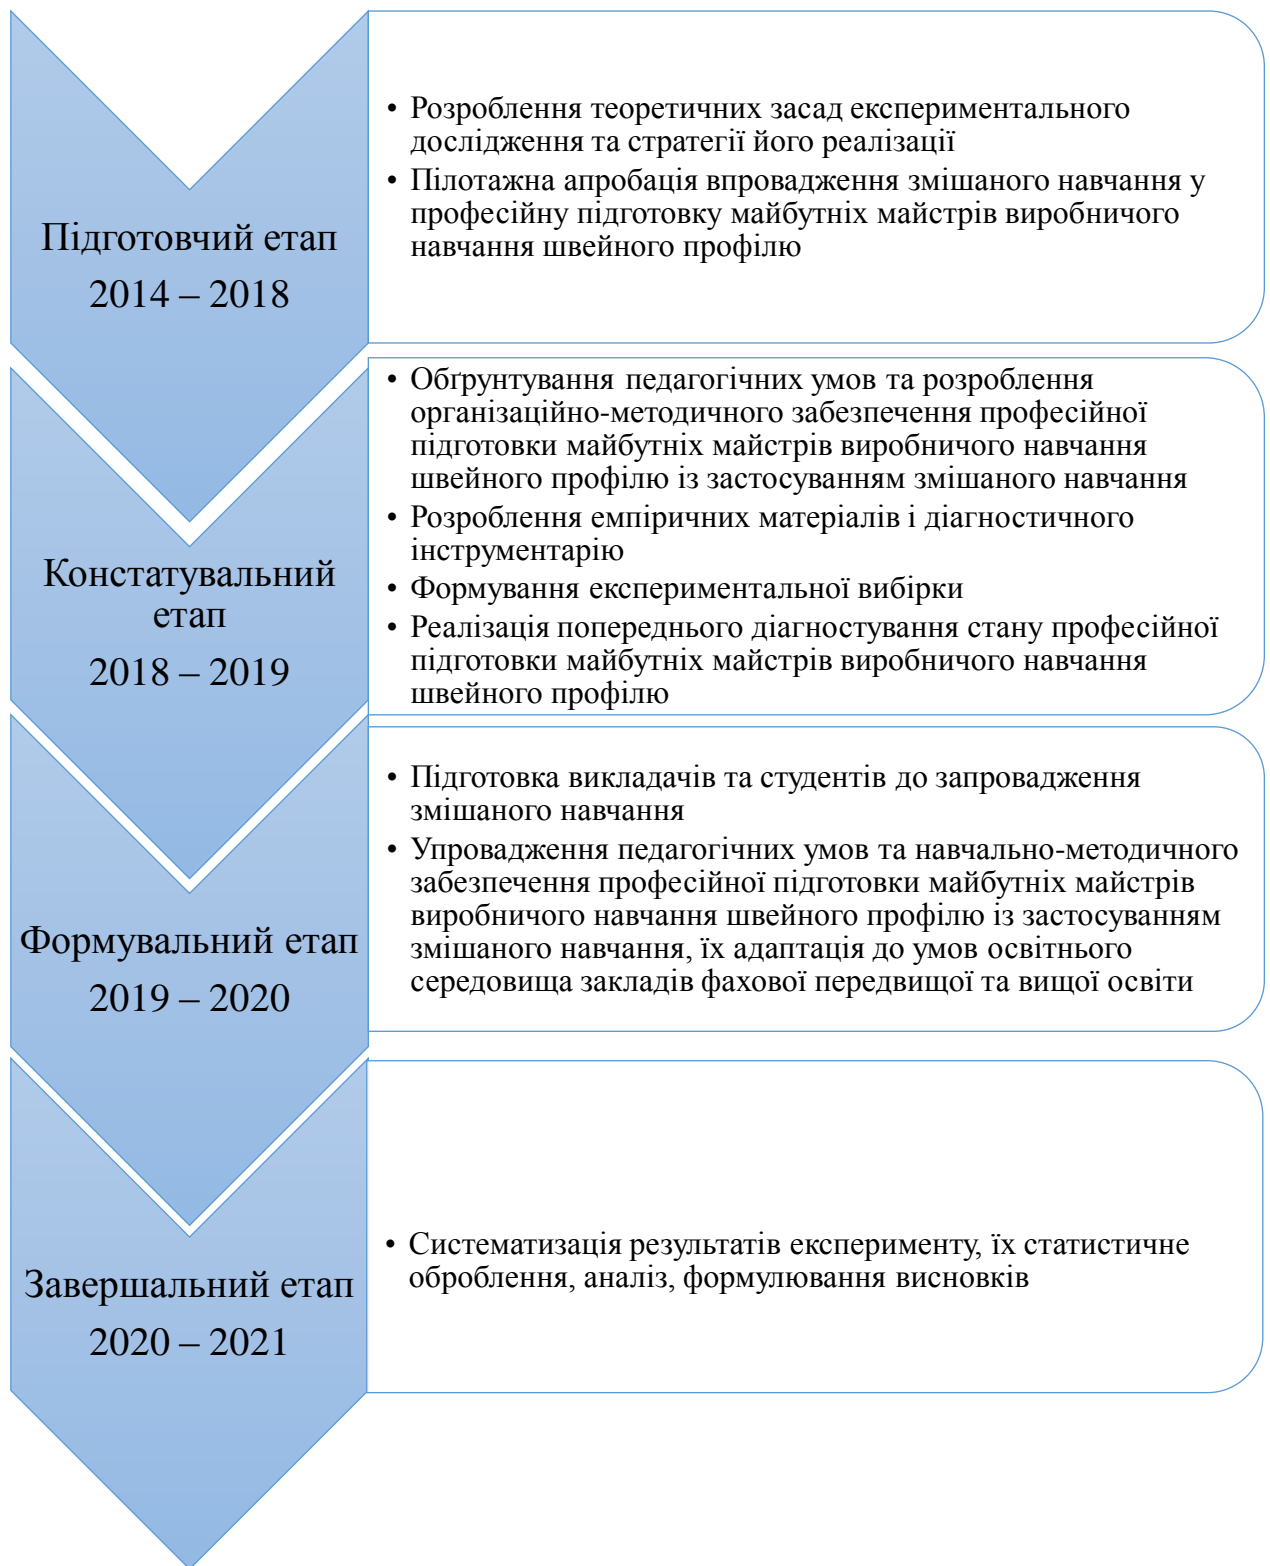 Підготовчий етап
2014 – 2018
• Розроблення теоретичних засад експериментального
дослідження та стратегії його реалізації
• Пілотажна апробація впровадження змішаного навчання у
професійну підготовку майбутніх майстрів виробничого
навчання швейного профілю
Констатувальний
етап
2018 – 2019
• Обґрунтування педагогічних умов та розроблення
організаційно-методичного забезпечення професійної
підготовки майбутніх майстрів виробничого навчання
швейного профілю із застосуванням змішаного навчання
• Розроблення емпіричних матеріалів і діагностичного
інструментарію
• Формування експериментальної вибірки
• Реалізація попереднього діагностування стану професійної
підготовки майбутніх майстрів виробничого навчання
швейного профілю
Формувальний етап
2019 – 2020
• Підготовка викладачів та студентів до запровадження
змішаного навчання
• Упровадження педагогічних умов та навчально-методичного
забезпечення професійної підготовки майбутніх майстрів
виробничого навчання швейного профілю із застосуванням
змішаного навчання, їх адаптація до умов освітнього
середовища закладів фахової передвищої та вищої освіти
Завершальний етап
2020 – 2021
• Систематизація результатів експерименту, їх статистичне
оброблення, аналіз, формулювання висновків